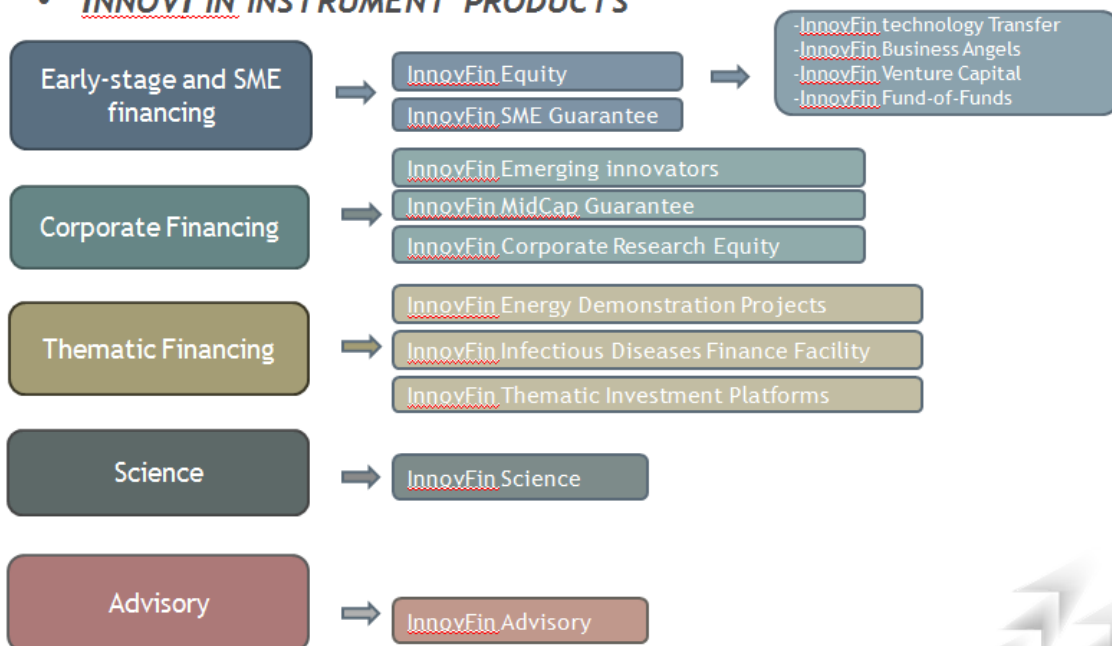 • INNOVFIN INSTRUMENT PRODUCTS
Early-stage and SME
financing
InnovFin Equity
InnovFin SME Guarantee
-InnovFin technology Transfer
-InnovFin Business Angels
-InnovFin Venture Capital
-InnovFin Fund-of-Funds
Corporate Financing
InnovFin Emerging innovators
InnovFin MidCap Guarantee
InnovFin Corporate Research Equity
Thematic Financing
InnovFin Energy Demonstration Projects
InnovFin Infectious Diseases Finance Facility
InnovFin Thematic Investment Platforms
Science
InnovFin Science
Advisory
InnovFin Advisory